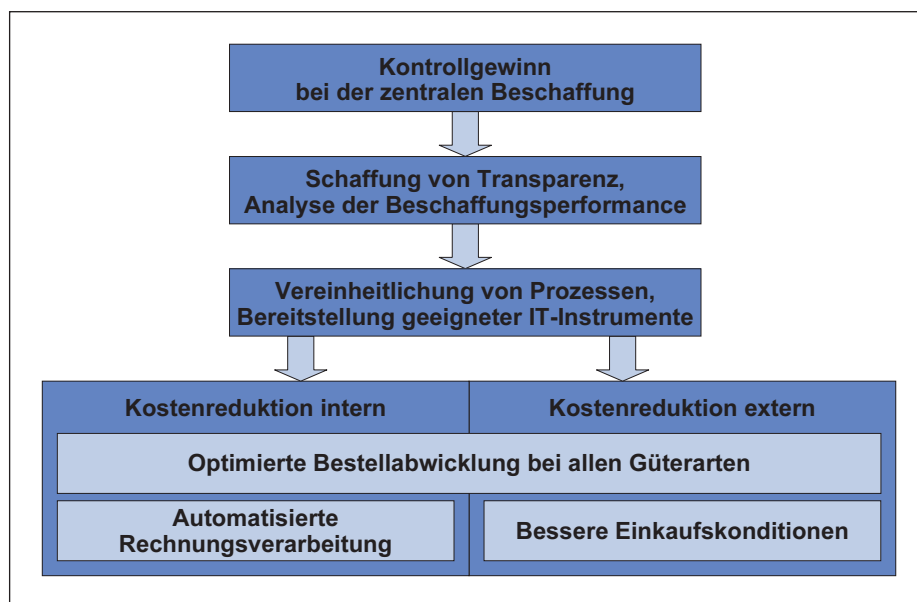 Kontrollgewinn
bei der zentralen Beschaffung
Schaffung von Transparenz,
Analyse der Beschaffungsperformance
Vereinheitlichung von Prozessen,
Bereitstellung geeigneter IT-Instrumente
Kostenreduktion intern
Kostenreduktion extern
Optimierte Bestellabwicklung bei allen Güterarten
Automatisierte
Rechnungsverarbeitung
Bessere Einkaufskonditionen